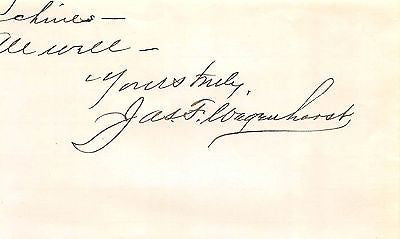 chines —
All well —
Yours truly,
Jas. F. Wagenhorst